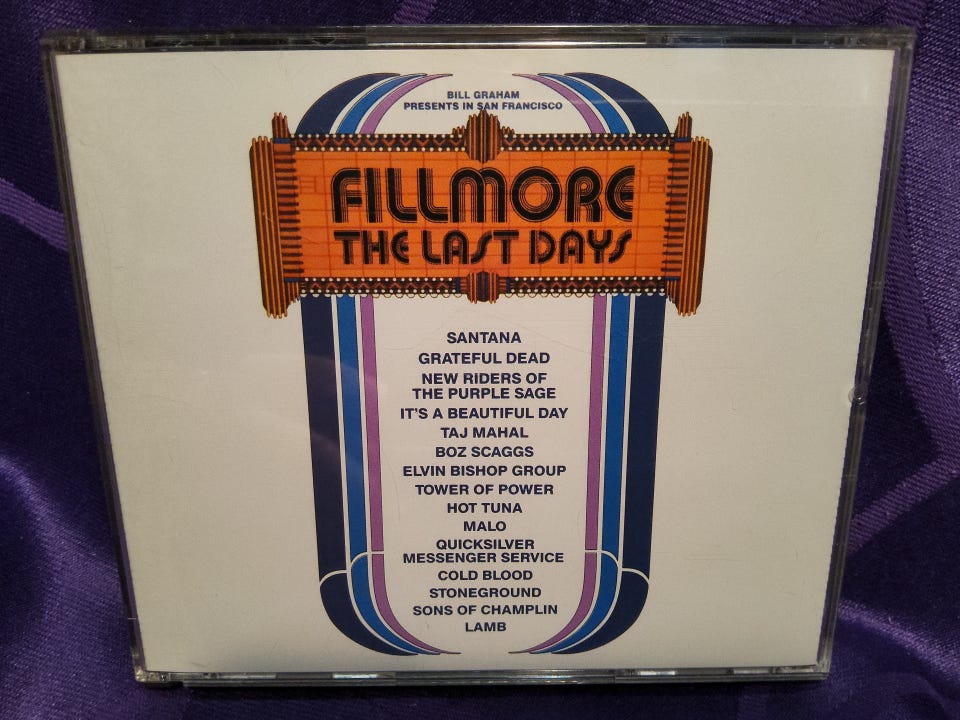 BILL GRAHAM
PRESENTS IN SAN FRANCISCO
FILLMORE
THE LAST DAYS
SANTANA
GRATEFUL DEAD
NEW RIDERS OF
THE PURPLE SAGE
IT'S A BEAUTIFUL DAY
TAJ MAHAL
BOZ SCAGGS
ELVIN BISHOP GROUP
TOWER OF POWER
HOT TUNA
MALO
QUICKSILVER
MESSENGER SERVICE
COLD BLOOD
STONEGROUND
SONS OF CHAMPLIN
LAMB